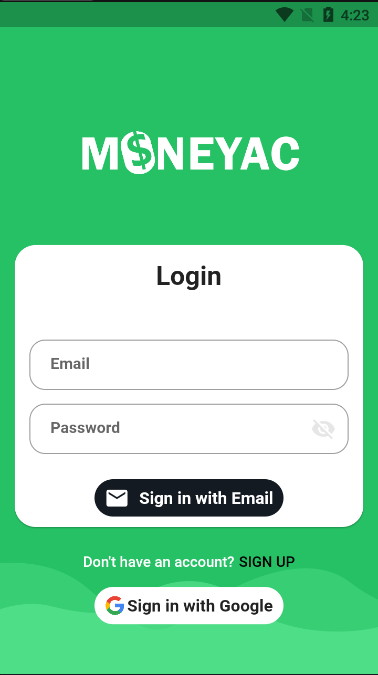 4:23
MONEYAC
Login
Email
Password
Sign in with Email
Don't have an account? SIGN UP
Sign in with Google